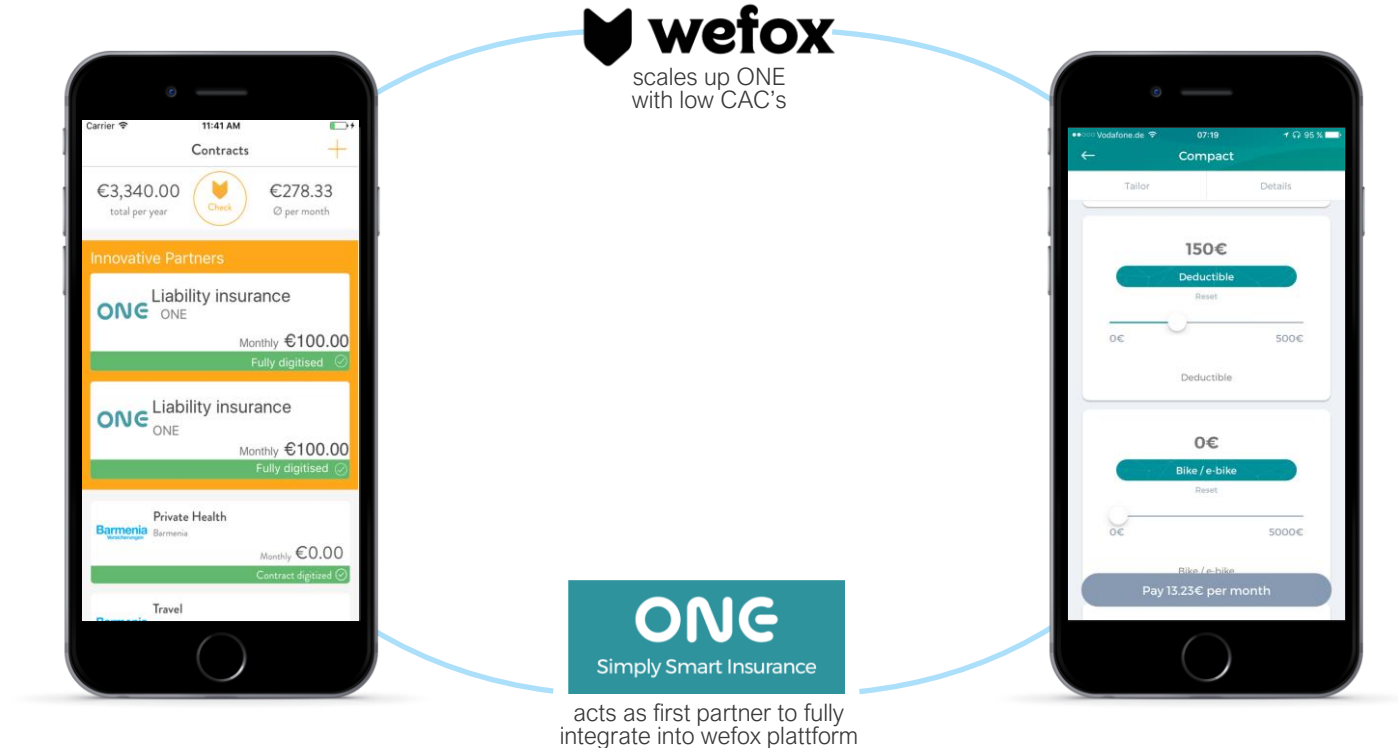 wefox
scales up ONE
with low CAC's
Carrier 11:41 AM
Contracts
€3,340.00
total per year
Check
€278.33
Ø per month
Innovative Partners
ONE Liability insurance
ONE
Monthly €100.00
Fully digitised
ONE Liability insurance
ONE
Monthly €100.00
Fully digitised
Barmenia
Versicherungen
Private Health
Barmenia
Monthly €0.00
Contract digitized
Travel
Vodafone.de 07:19 95 %
Compact
Tailor Details
150€
Deductible
Reset
0€ 500€
Deductible
0€
Bike / e-bike
Reset
0€ 5000€
Bike / e-bike
Pay 13.23€ per month
ONE
Simply Smart Insurance
acts as first partner to fully
integrate into wefox plattform